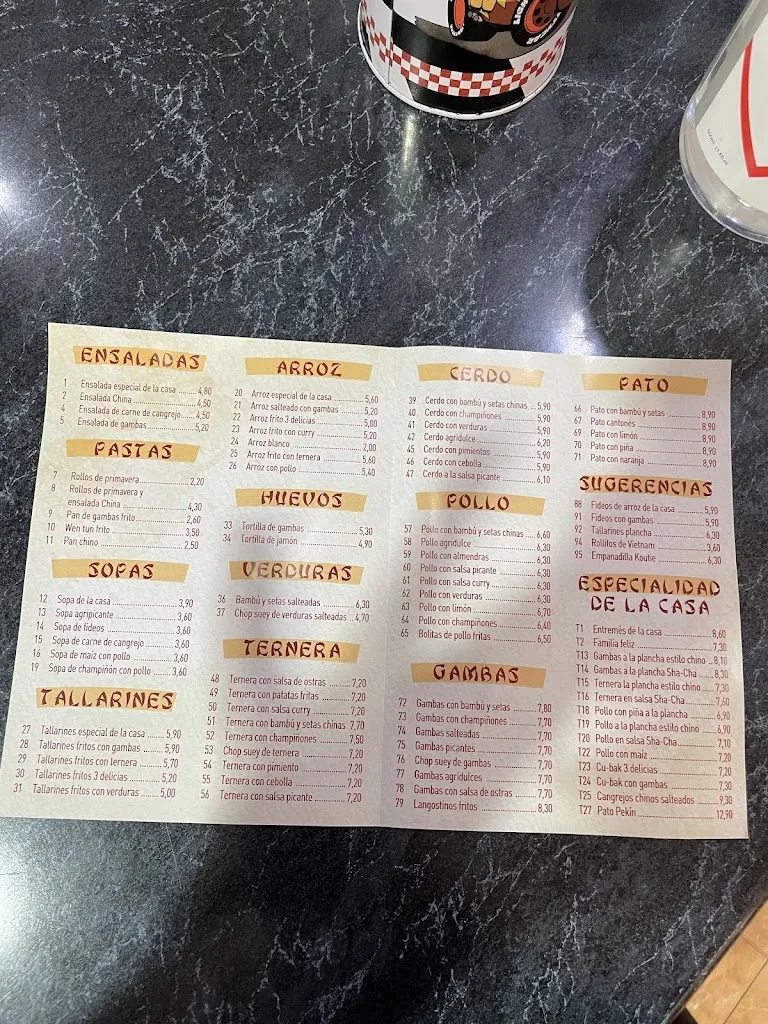 ENSALADAS
1 Ensalada especial de la casa ........ 4,80
2 Ensalada China ........ 4,50
4 Ensalada de carne de cangrejo ........ 4,50
5 Ensalada de gambas ........ 5,20
PASTAS
7 Rollos de primavera ........ 2,20
8 Rollos de primavera y
ensalada China ........ 4,30
9 Pan de gambas frito ........ 2,60
10 Wen tun frito ........ 3,50
11 Pan chino ........ 2,50
SOPAS
12 Sopa de la casa ........ 3,90
13 Sopa agripicante ........ 3,60
14 Sopa de fideos ........ 3,60
15 Sopa de carne de cangrejo ........ 3,60
16 Sopa de maíz con pollo ........ 3,60
19 Sopa de champiñón con pollo ........ 3,60
TALLARINES
27 Tallarines especial de la casa ........ 5,90
28 Tallarines fritos con gambas ........ 5,90
29 Tallarines fritos con ternera ........ 5,70
30 Tallarines fritos 3 delicias ........ 5,20
31 Tallarines fritos con verduras ........ 5,00
ARROZ
20 Arroz especial de la casa ........ 5,60
21 Arroz salteado con gambas ........ 5,20
22 Arroz frito 3 delicias ........ 5,00
23 Arroz frito con curry ........ 5,20
24 Arroz blanco ........ 2,00
25 Arroz frito con ternera ........ 5,60
26 Arroz con pollo ........ 5,40
HUEVOS
33 Tortilla de gambas ........ 5,30
34 Tortilla de jamón ........ 4,90
VERDURAS
36 Bambú y setas salteadas ........ 6,30
37 Chop suey de verduras salteadas ........ 4,70
TERNERA
48 Ternera con salsa de ostras ........ 7,20
49 Ternera con patatas fritas ........ 7,20
50 Ternera con salsa curry ........ 7,20
51 Ternera con bambú y setas chinas 7,20
52 Ternera con champiñones ........ 7,50
53 Chop suey de ternera ........ 7,20
54 Ternera con pimiento ........ 7,20
55 Ternera con cebolla ........ 7,20
56 Ternera con salsa picante ........ 7,20
CERDO
39 Cerdo con bambú y setas chinas ........ 5,90
40 Cerdo con champiñones ........ 5,90
41 Cerdo con verduras ........ 5,90
42 Cerdo agridulce ........ 6,20
45 Cerdo con pimientos ........ 5,90
46 Cerdo con cebolla ........ 5,90
47 Cerdo a la salsa picante ........ 6,10
POLLO
57 Pollo con bambú y setas chinas ........ 6,60
58 Pollo agridulce ........ 6,30
59 Pollo con almendras ........ 6,30
60 Pollo con salsa picante ........ 6,30
61 Pollo con salsa curry ........ 6,30
62 Pollo con verduras ........ 6,30
63 Pollo con limón ........ 6,70
64 Pollo con champiñones ........ 6,40
65 Bolitas de pollo fritas ........ 6,50
GAMBAS
72 Gambas con bambú y setas ........ 7,80
73 Gambas con champiñones ........ 7,70
74 Gambas salteadas ........ 7,70
75 Gambas picantes ........ 7,70
76 Chop suey de gambas ........ 7,70
77 Gambas agridulces ........ 7,70
78 Gambas con salsa de ostras ........ 7,70
79 Langostinos fritos ........ 8,30
PATO
66 Pato con bambú y setas ........ 8,90
67 Pato cantonés ........ 8,90
69 Pato con limón ........ 8,90
70 Pato con piña ........ 8,90
71 Pato con naranja ........ 8,90
SUGERENCIAS
88 Fideos de arroz de la casa ........ 5,90
91 Fideos con gambas ........ 5,90
92 Tallarines plancha ........ 6,30
94 Rollitos de Vietnam ........ 3,60
95 Empanadilla Koutie ........ 3,60
ESPECIALIDAD
DE LA CASA
T1 Entremés de la casa ........ 8,60
T2 Familia feliz ........ 7,30
T13 Gambas a la plancha estilo chino .. 8,10
T14 Gambas a la plancha Sha-Cha ........ 8,30
T15 Ternera la plancha estilo chino ........ 7,30
T16 Ternera en salsa Sha-Cha ........ 7,60
T18 Pollo con piña a la plancha ........ 6,90
T19 Pollo a la plancha estilo chino ........ 6,90
T20 Pollo en salsa Sha-Cha ........ 7,10
T22 Pollo con maíz ........ 7,20
T23 Cu-bak 3 delicias ........ 7,20
T24 Cu-bak con gambas ........ 7,30
T25 Cangrejos chinos salteados ........ 9,30
T27 Pato Pekín ........ 12,90